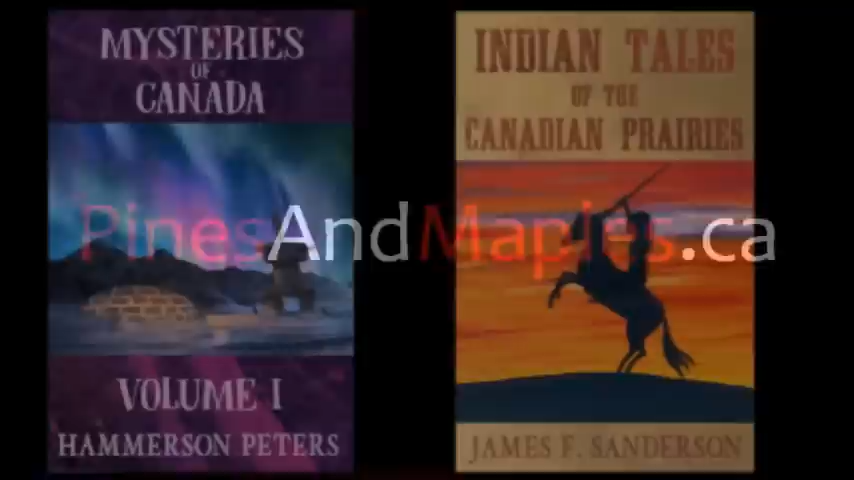 MYSTERIES
OF
CANADA
VOLUME I
HAMMERSON PETERS
INDIAN TALES
OF THE
CANADIAN PRAIRIES
JAMES F. SANDERSON
PinesAndMaples.ca